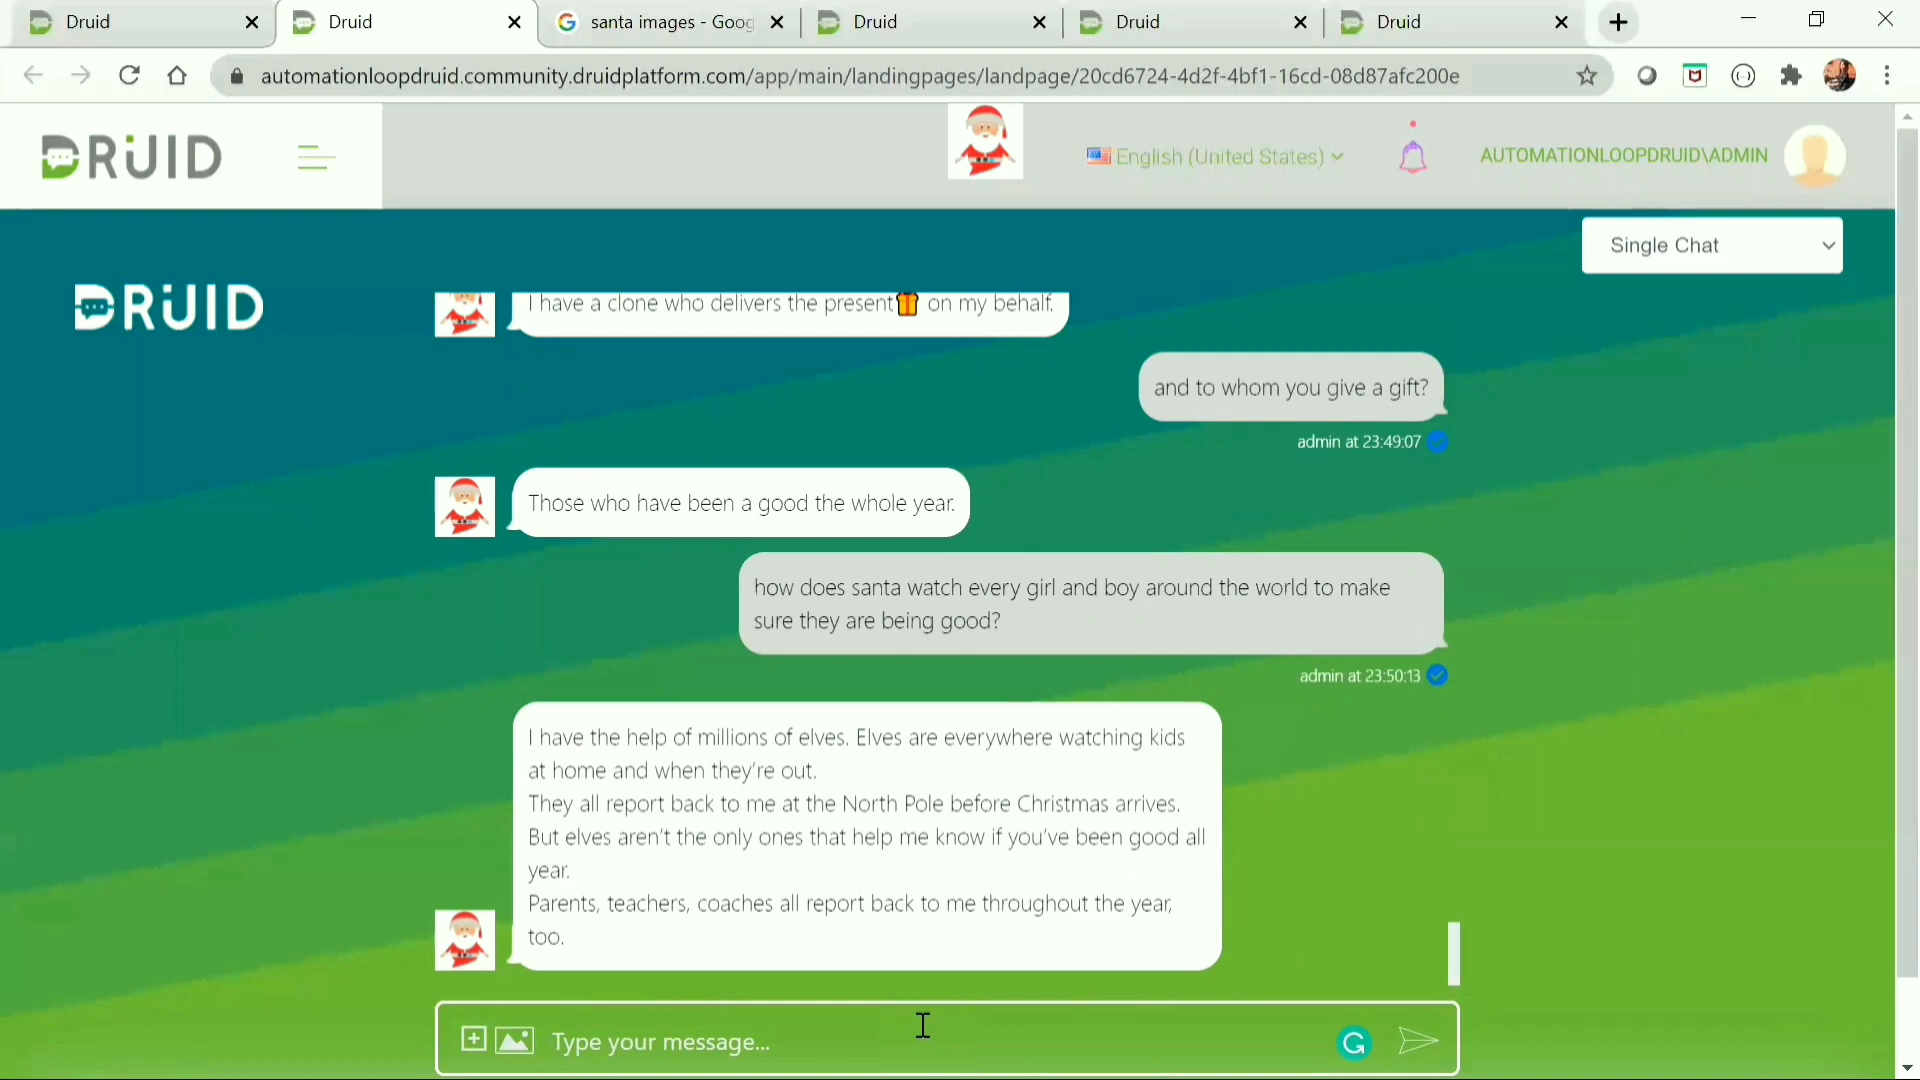 Druid
Druid
santa images - Goog
Druid
Druid
Druid
automationloopdruid.community.druidplatform.com/app/main/landingpages/landpage/20cd6724-4d2f-4bf1-16cd-08d87afc200e
DRUID
English (United States)
AUTOMATIONLOOPDRUID\ADMIN
Single Chat
DRUID
I have a clone who delivers the present🎁 on my behalf.
and to whom you give a gift?
admin at 23:49:07
Those who have been a good the whole year.
how does santa watch every girl and boy around the world to make
sure they are being good?
admin at 23:50:13
I have the help of millions of elves. Elves are everywhere watching kids
at home and when they're out.
They all report back to me at the North Pole before Christmas arrives.
But elves aren't the only ones that help me know if you've been good all
year.
Parents, teachers, coaches all report back to me throughout the year,
too.
Type your message...